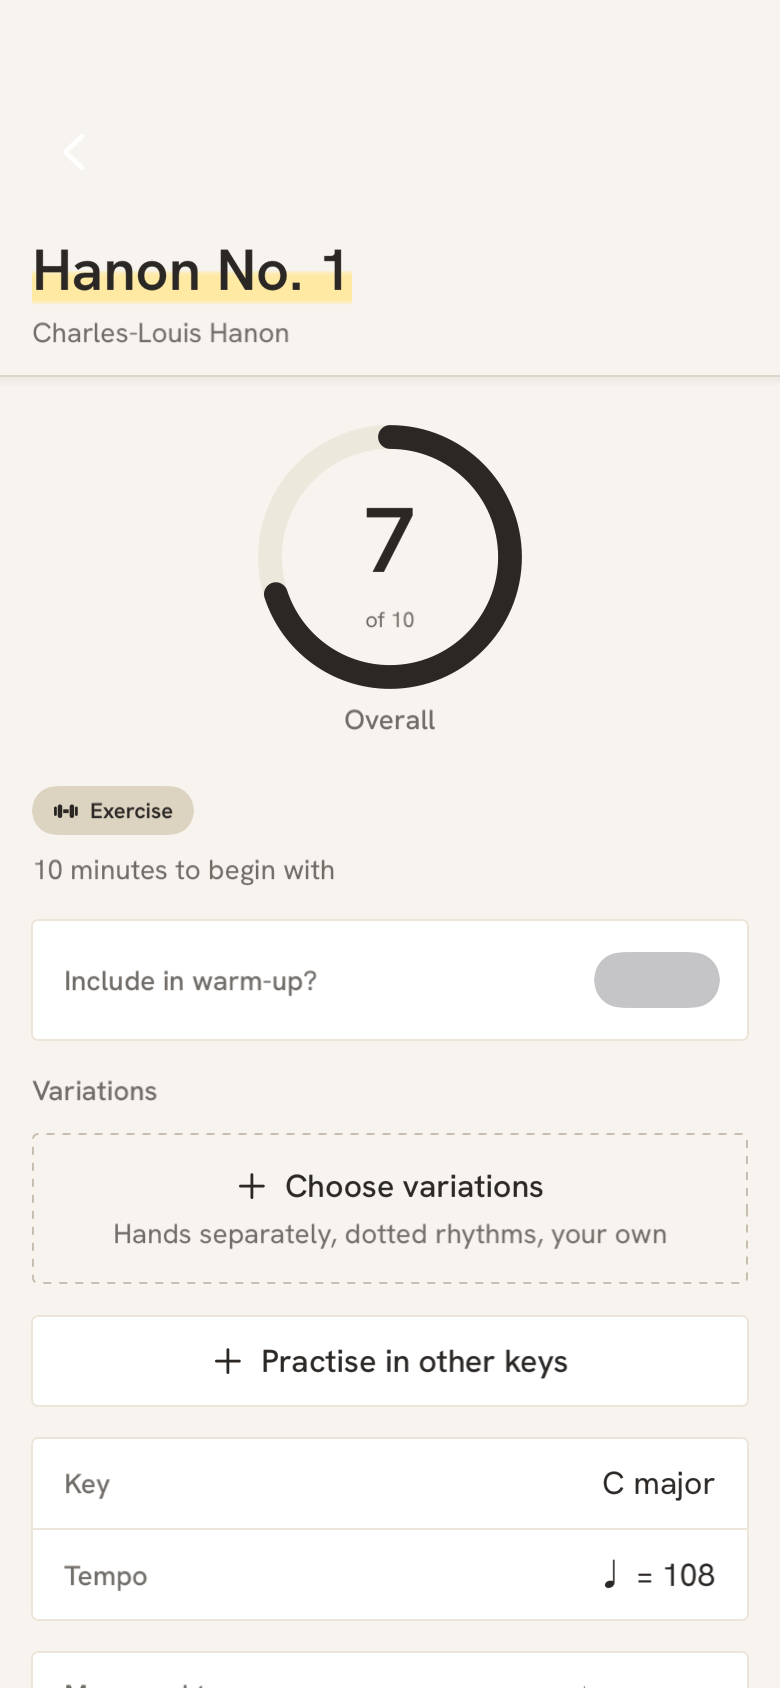 Hanon No. 1
Charles-Louis Hanon
7
of 10
Overall
Exercise
10 minutes to begin with
Include in warm-up?
Variations
+ Choose variations
Hands separately, dotted rhythms, your own
+ Practise in other keys
Key C major
Tempo ♩ = 108